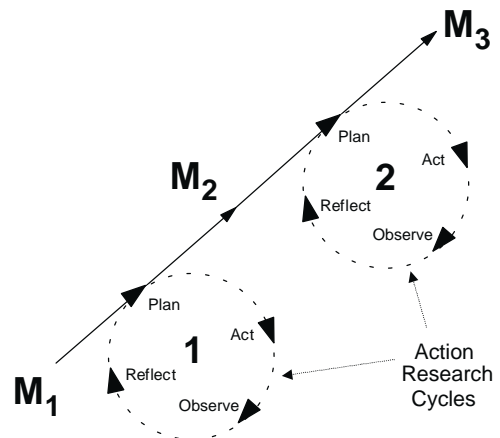 M₃
Plan
2
Act
M₂
Reflect
Observe
Plan
1
Act
Action
Research
Cycles
Reflect
M₁
Observe